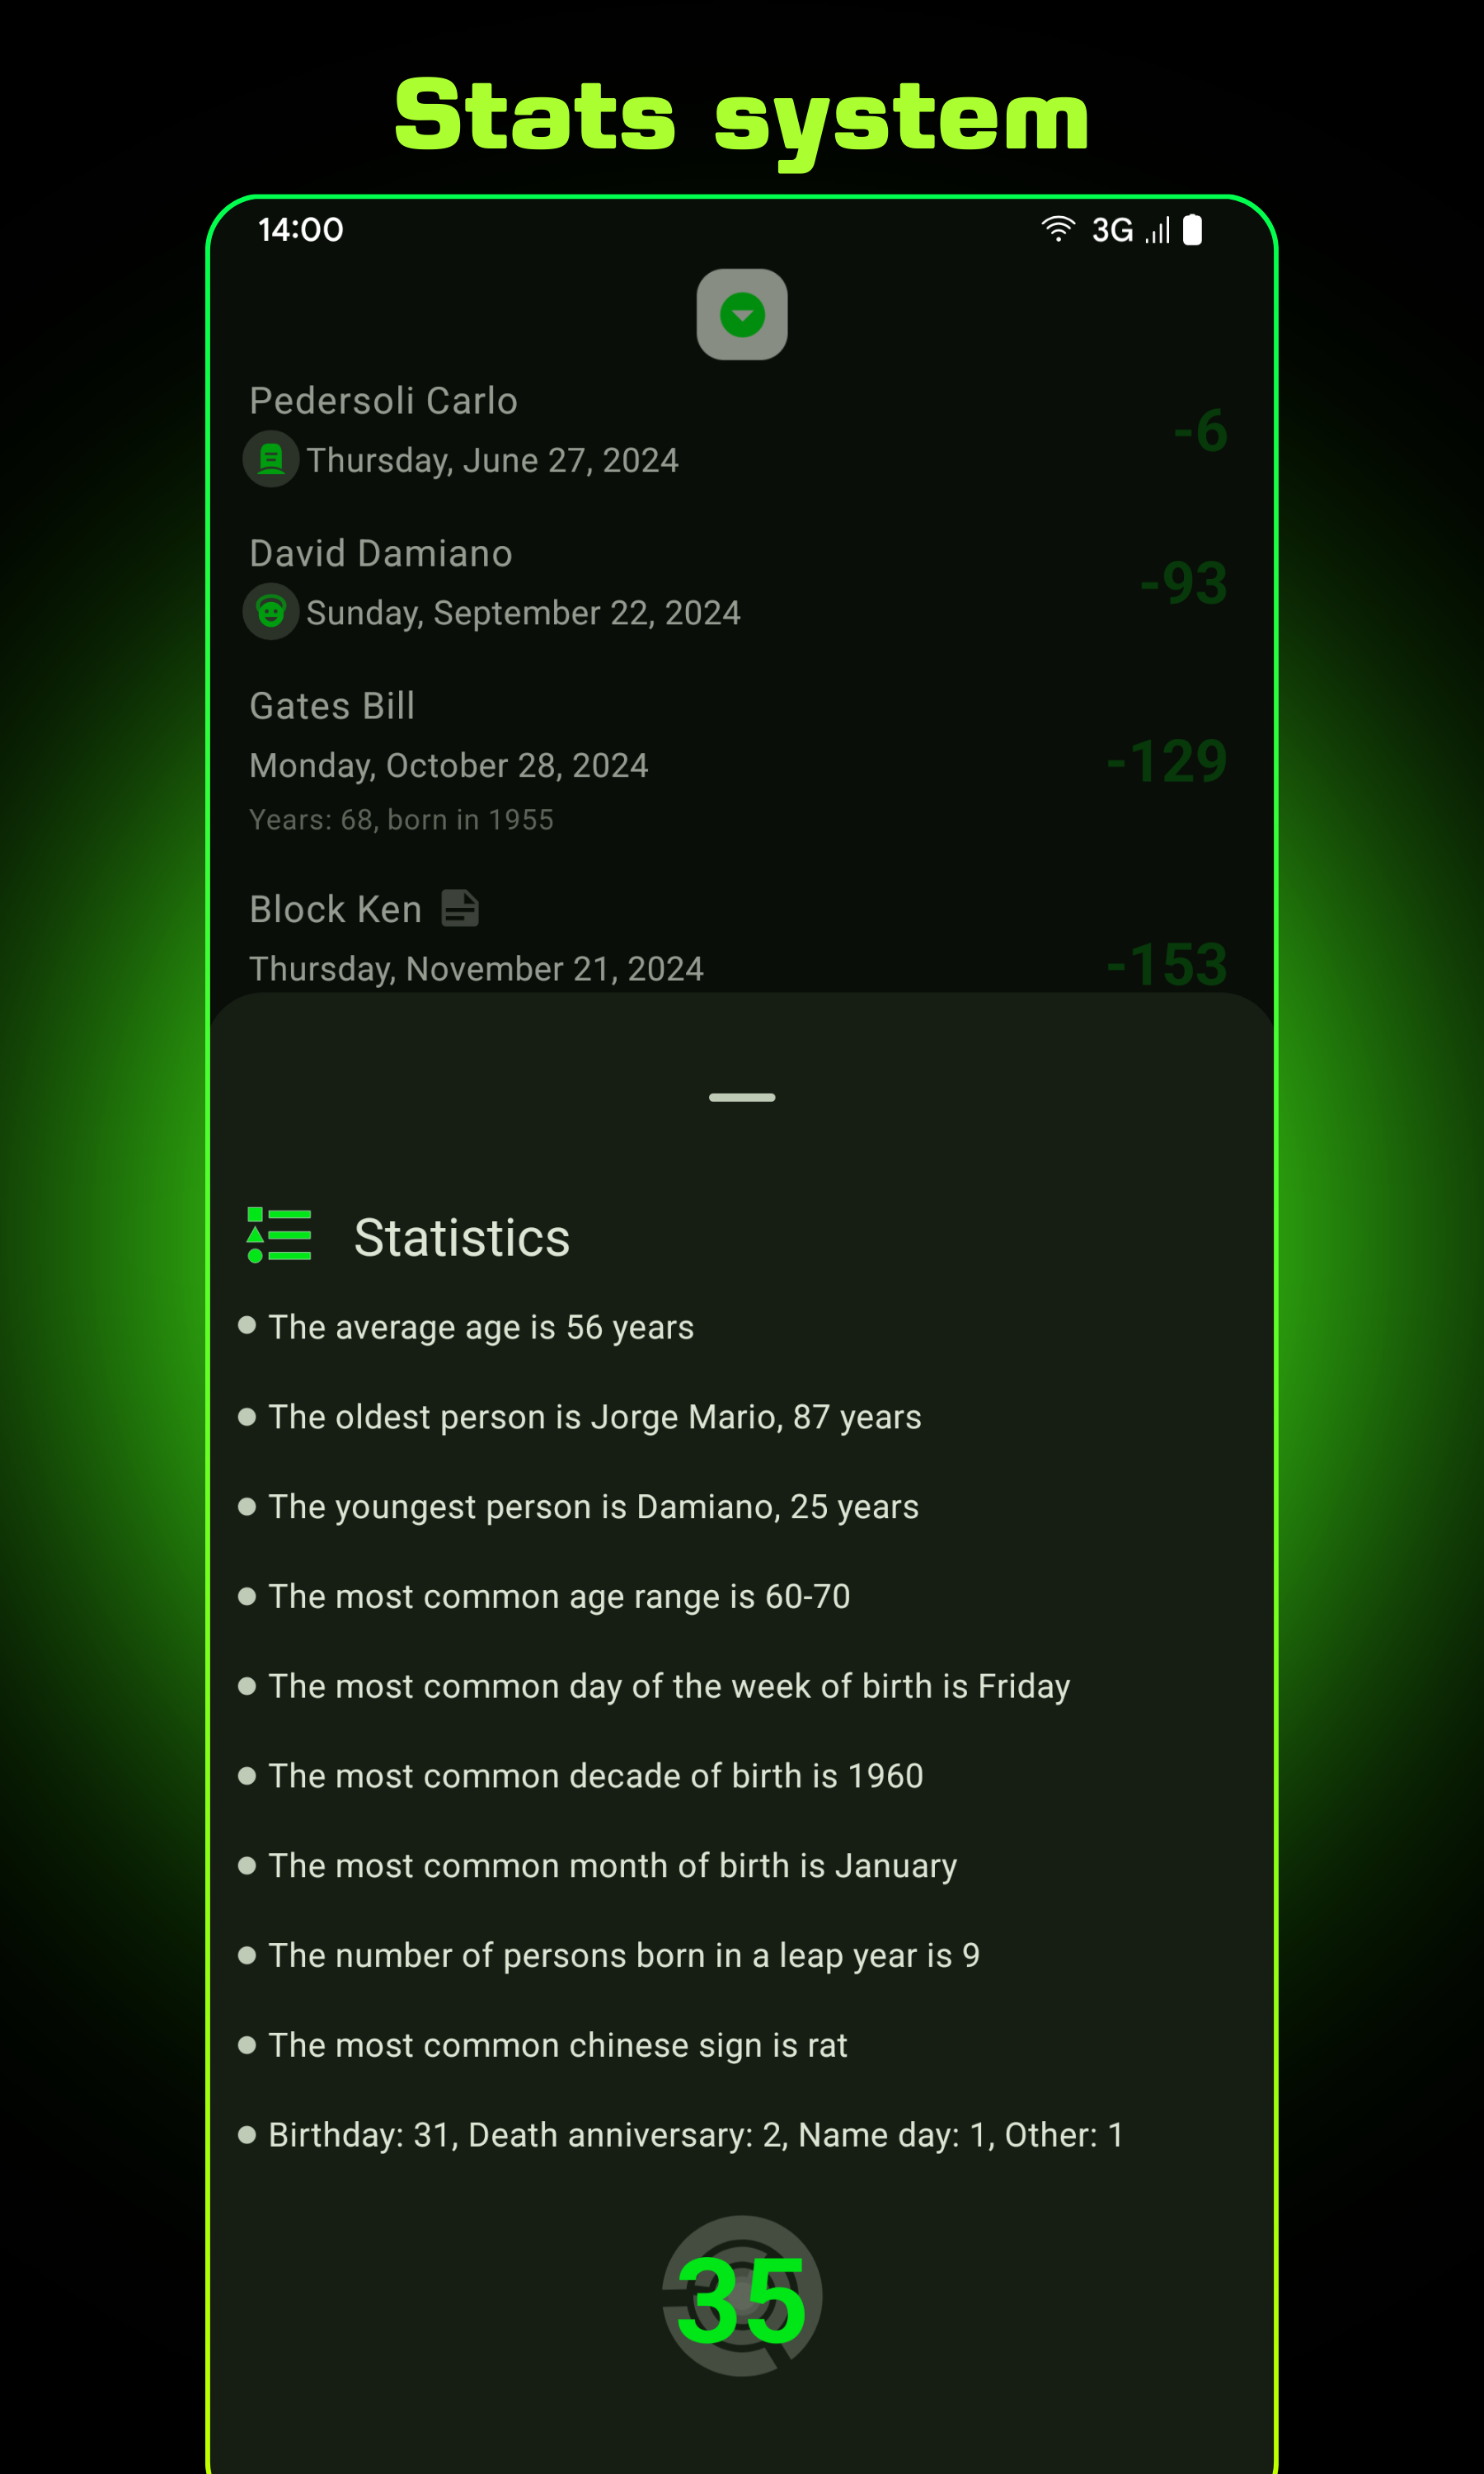 Stats system
14:00 3G
Pedersoli Carlo
Thursday, June 27, 2024
-6
David Damiano
Sunday, September 22, 2024
-93
Gates Bill
Monday, October 28, 2024
Years: 68, born in 1955
-129
Block Ken
Thursday, November 21, 2024
-153
Statistics
The average age is 56 years
The oldest person is Jorge Mario, 87 years
The youngest person is Damiano, 25 years
The most common age range is 60-70
The most common day of the week of birth is Friday
The most common decade of birth is 1960
The most common month of birth is January
The number of persons born in a leap year is 9
The most common chinese sign is rat
Birthday: 31, Death anniversary: 2, Name day: 1, Other: 1
35